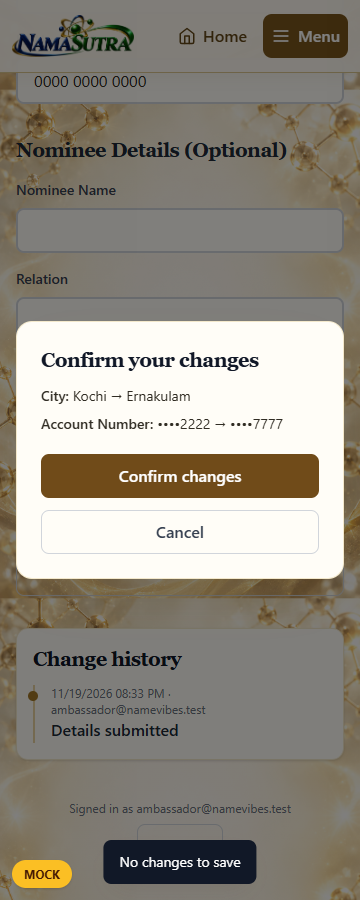 NAMASUTRA
Home
Menu
0000 0000 0000
Nominee Details (Optional)
Nominee Name
Relation
Confirm your changes
City: Kochi → Ernakulam
Account Number: ••••2222 → ••••7777
Confirm changes
Cancel
Change history
11/19/2026 08:33 PM ·
ambassador@namevibes.test
Details submitted
Signed in as ambassador@namevibes.test
No changes to save
MOCK